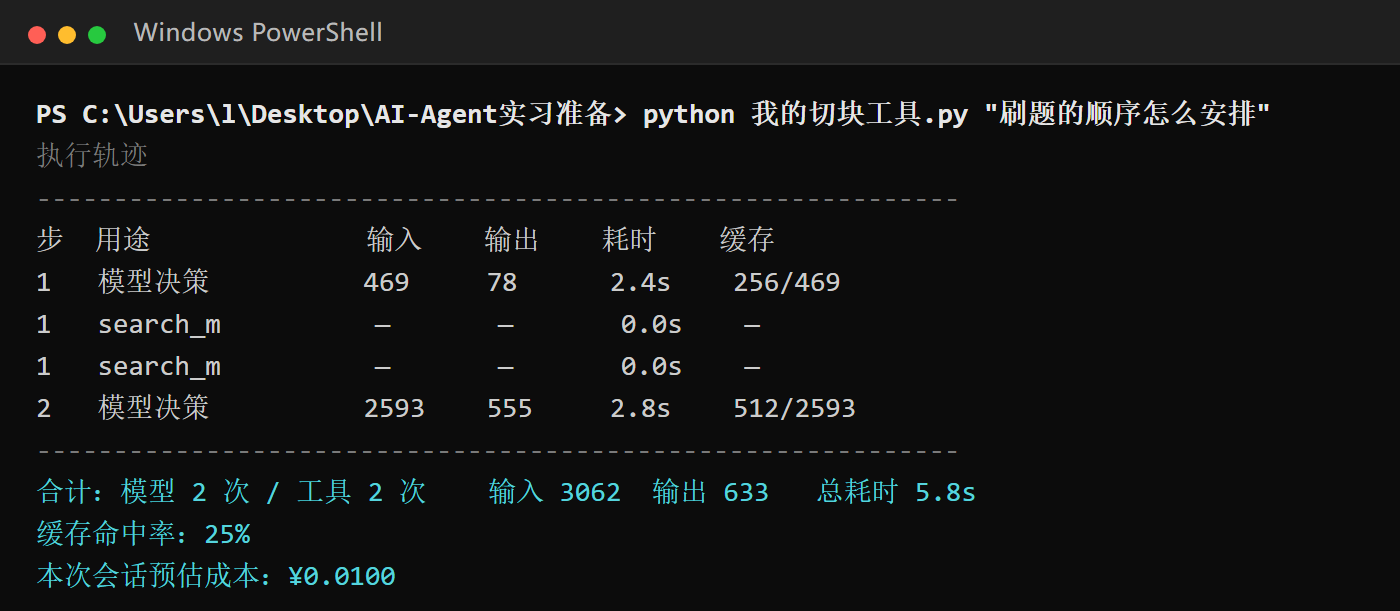 Windows PowerShell
PS C:\Users\l\Desktop\AI-Agent实习准备> python 我的切块工具.py "刷题的顺序怎么安排"
执行轨迹
------------------------------------------------------------
步 用途 输入 输出 耗时 缓存
1 模型决策 469 78 2.4s 256/469
1 search_m — — 0.0s —
1 search_m — — 0.0s —
2 模型决策 2593 555 2.8s 512/2593
------------------------------------------------------------
合计：模型 2 次 / 工具 2 次 输入 3062 输出 633 总耗时 5.8s
缓存命中率：25%
本次会话预估成本：¥0.0100